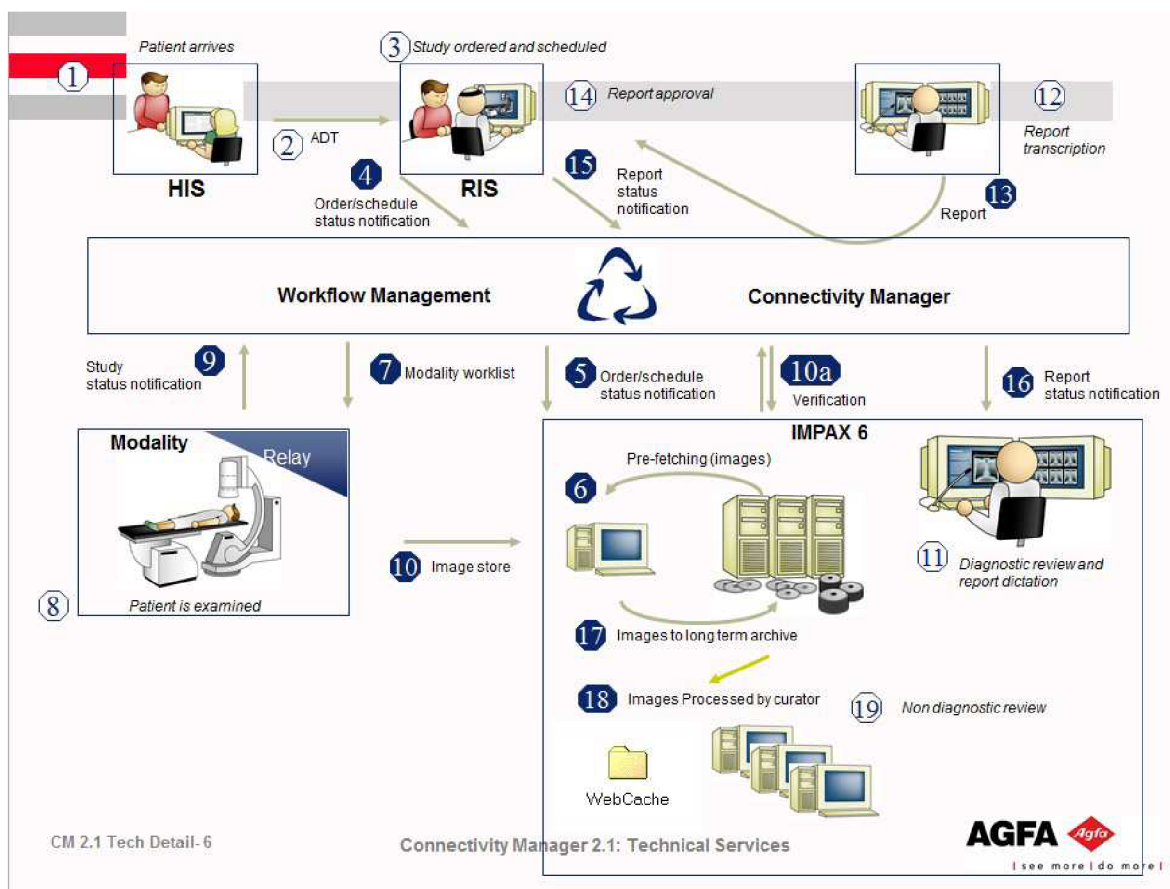 Patient arrives
1
HIS
2
ADT
3
Study ordered and scheduled
RIS
14
Report approval
12
Report
transcription
4
Order/schedule
status notification
15
Report
status
notification
13
Report
Workflow Management
Connectivity Manager
9
Study
status notification
7
Modality worklist
5
Order/schedule
status notification
10a
Verification
16
Report
status notification
Modality
Relay
8
Patient is examined
10
Image store
IMPAX 6
Pre-fetching (images)
6
11
Diagnostic review and
report dictation
17
Images to long term archive
18
Images Processed by curator
19
Non diagnostic review
WebCache
CM 2.1 Tech Detail- 6
Connectivity Manager 2.1: Technical Services
AGFA
Agfa
| see more | do more |